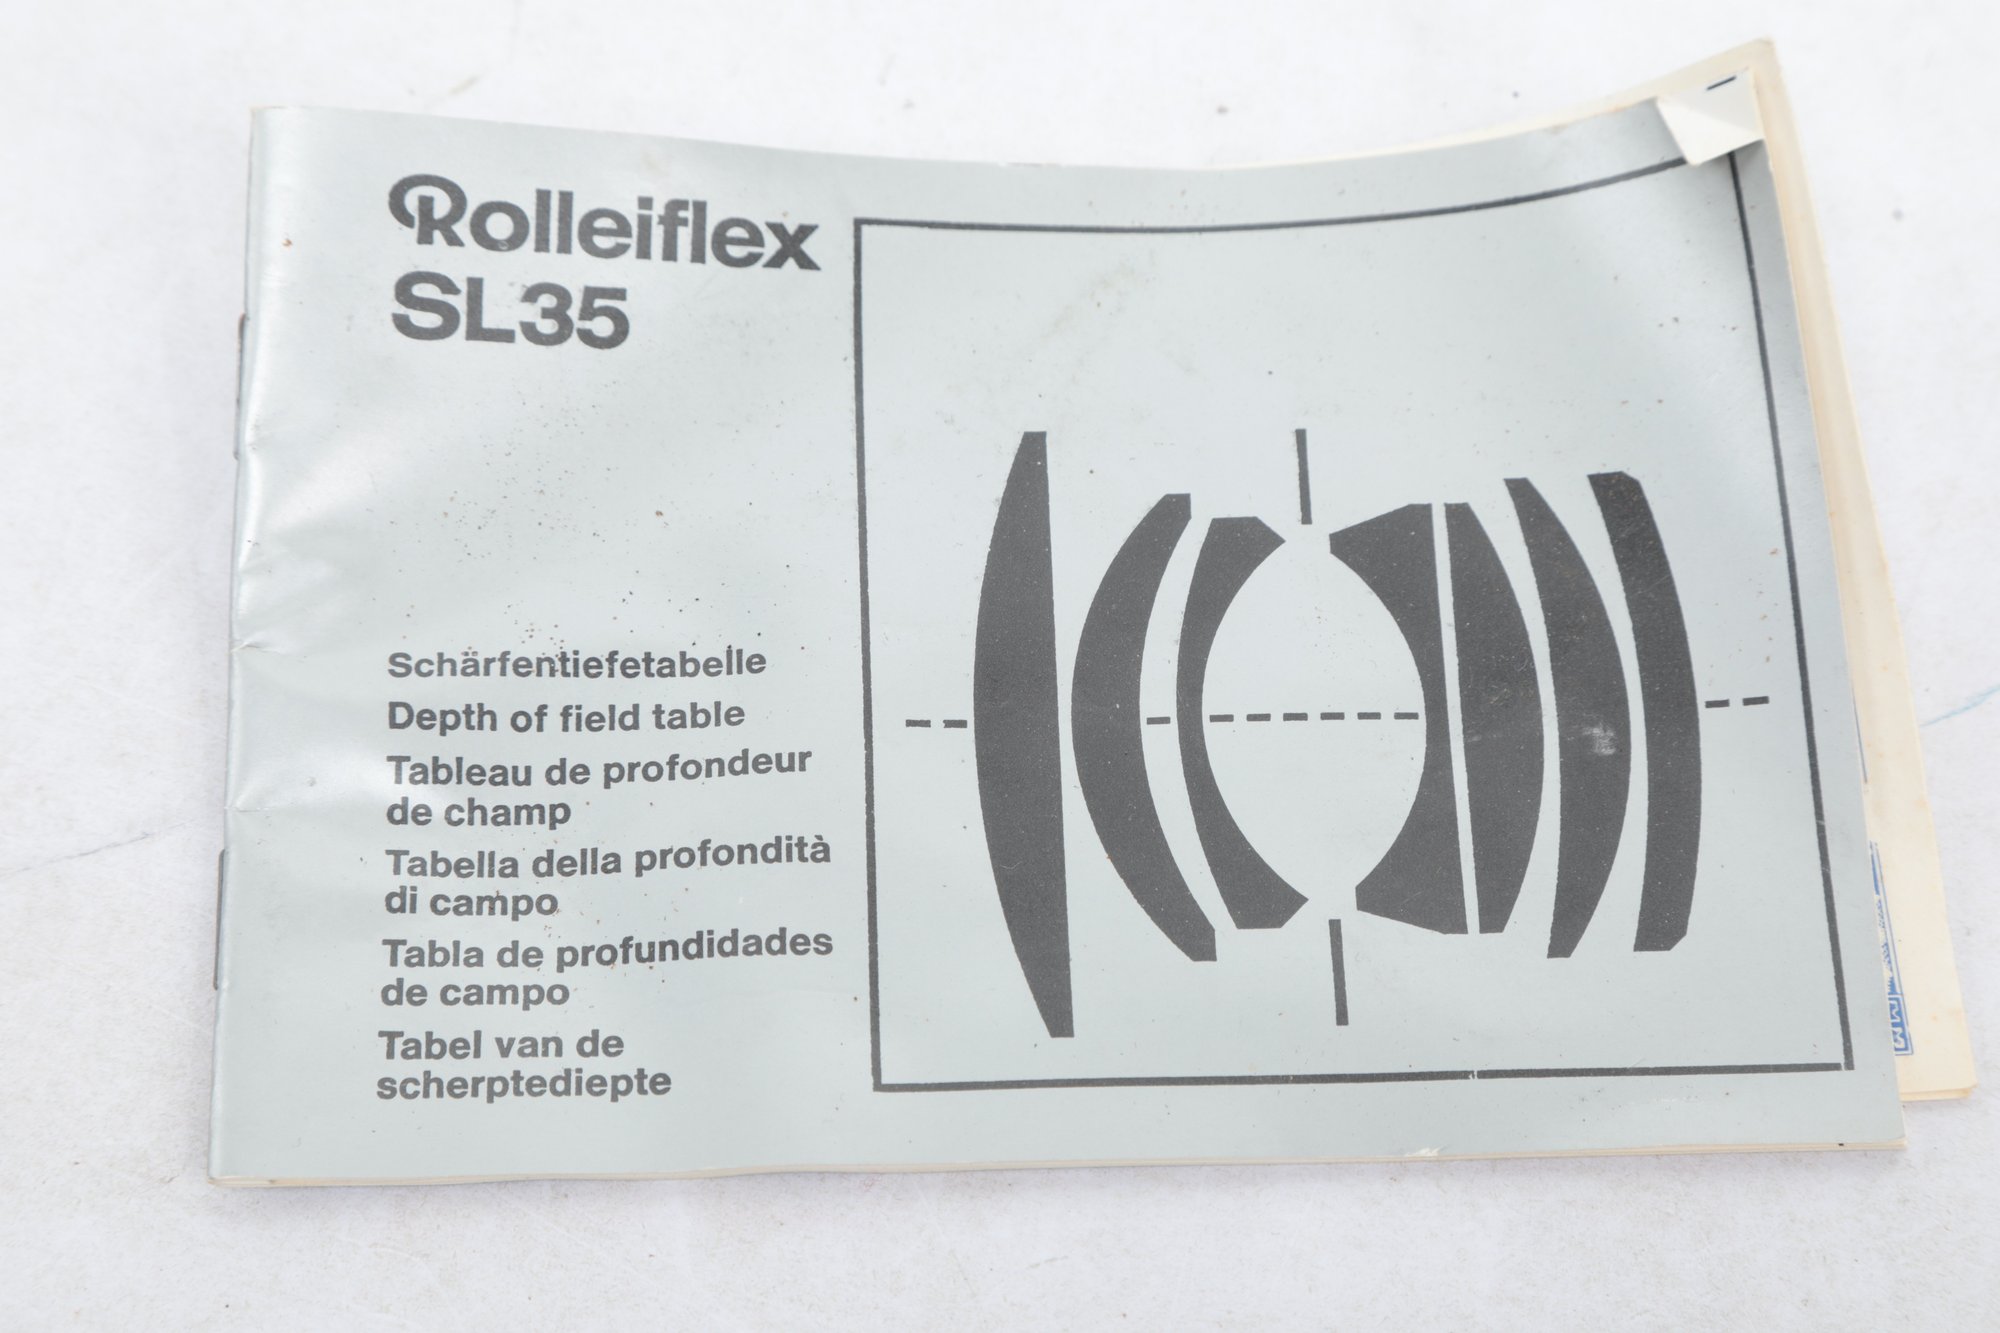 Rolleiflex
SL35
Schärfentiefetabelle
Depth of field table
Tableau de profondeur
de champ
Tabella della profondità
di campo
Tabla de profundidades
de campo
Tabel van de
scherptediepte